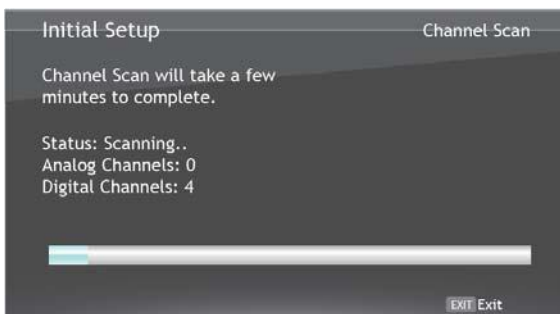 Initial Setup
Channel Scan
Channel Scan will take a few
minutes to complete.
Status: Scanning..
Analog Channels: 0
Digital Channels: 4
EXIT Exit